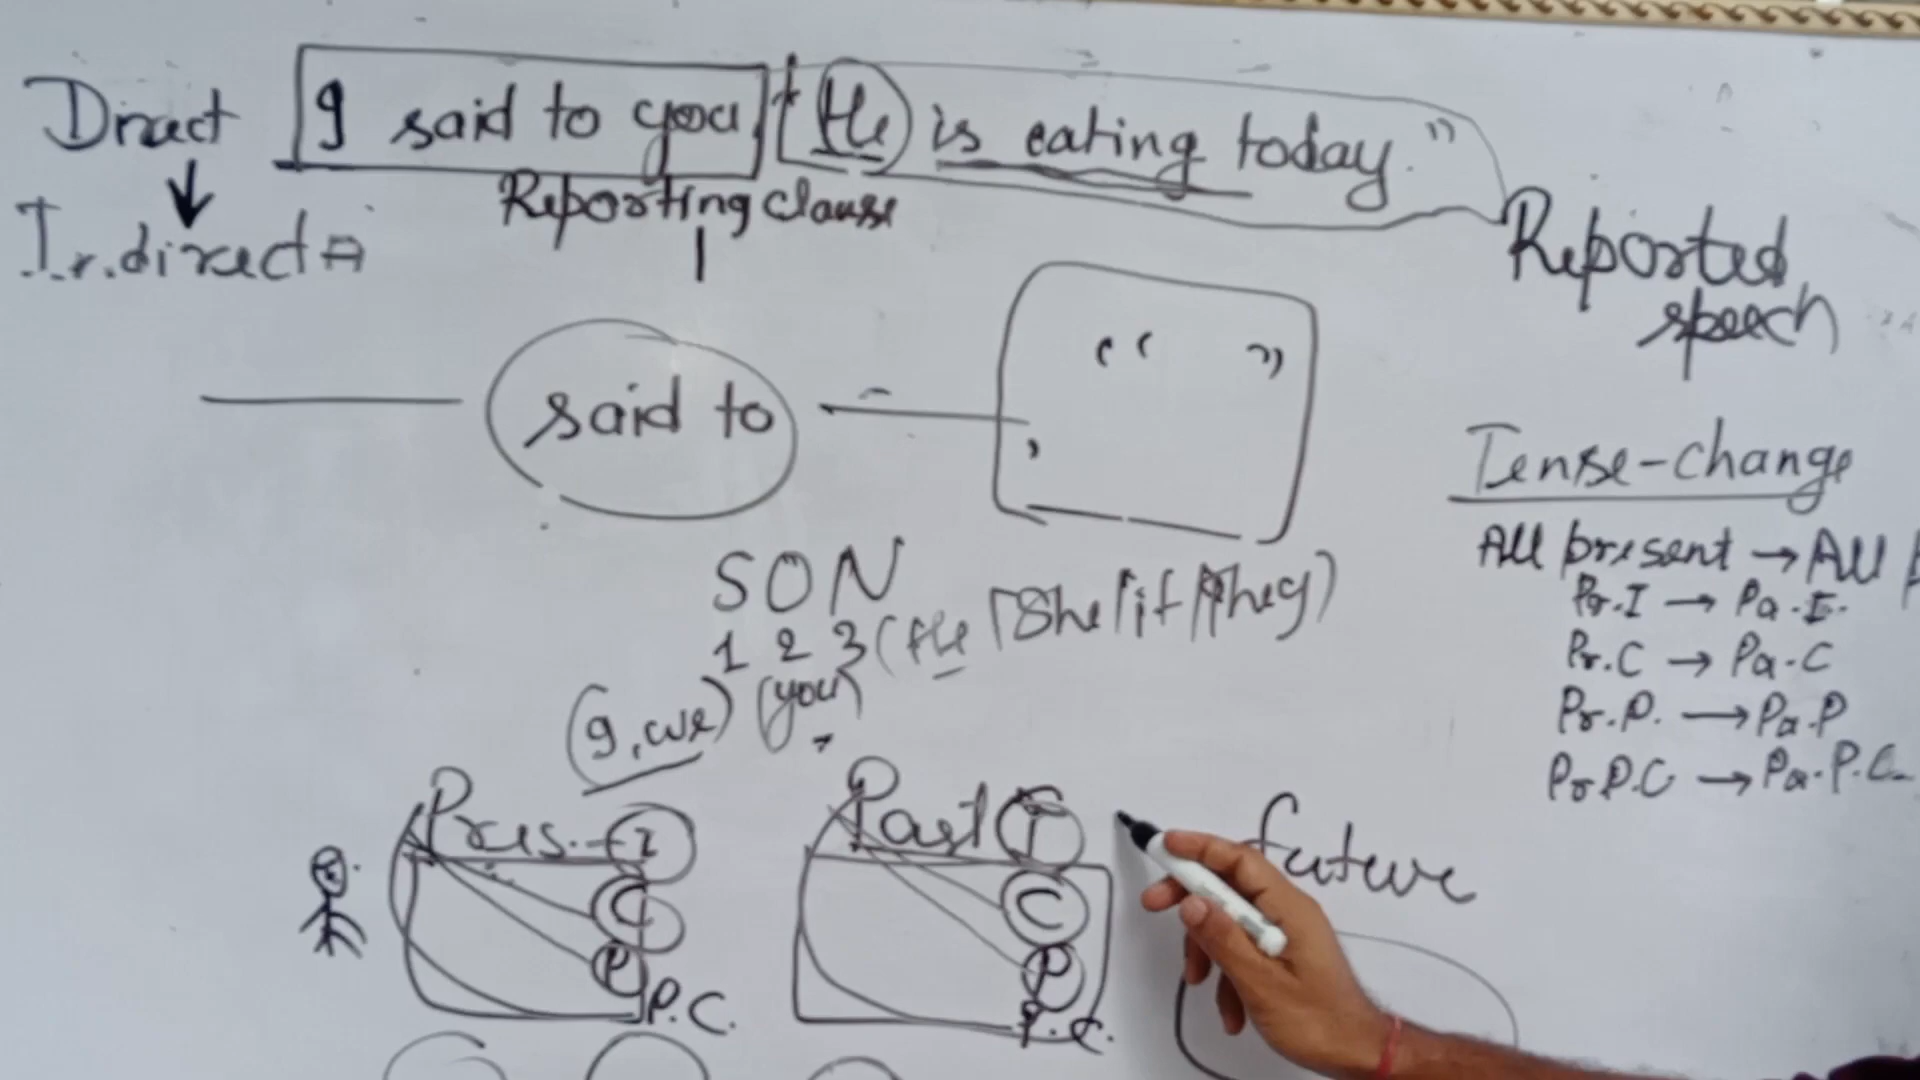 Direct I said to you, "He is eating today."
Reporting clause
In.direct
Reported
speech
said to , " "
Tense-change
All present → All
Pr.I → Pa.I.
Pr.C → Pa-C
Pr.P. → Pa.P
Pr.P.C → Pa.P.C.
SON
1 2 3 (He/She/it/they)
(I, we) (you)
Pres. I
C
P
P.C.
Past I
C
P
P.C.
future